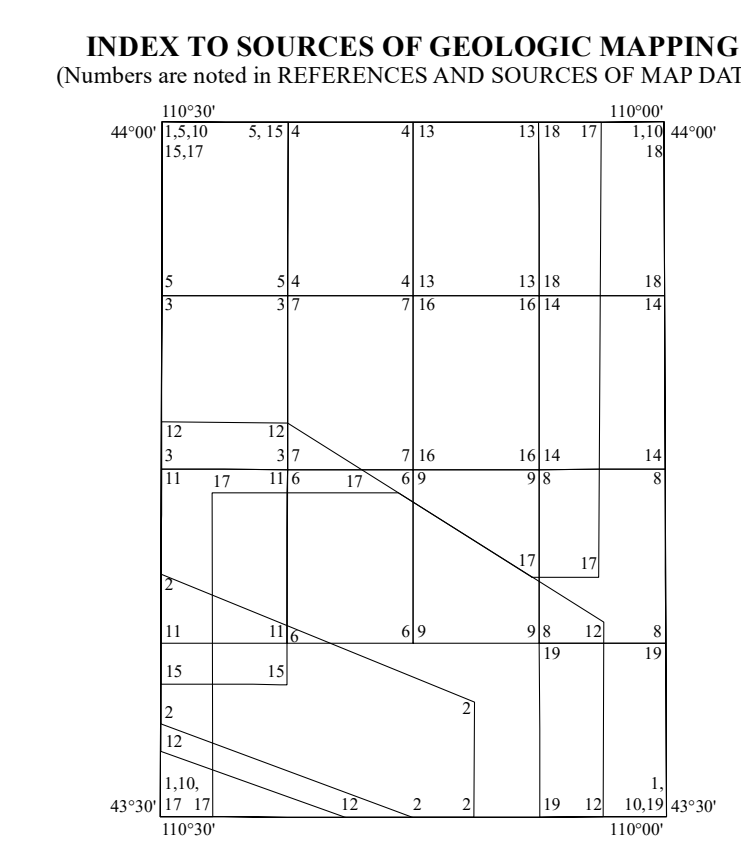 INDEX TO SOURCES OF GEOLOGIC MAPPING
(Numbers are noted in REFERENCES AND SOURCES OF MAP DAT
110°30' 110°00'
44°00' 1,5,10 5, 15 4 4 13 13 18 17 1,10 44°00'
15,17 18
5 5 4 4 13 13 18 18
3 3 7 7 16 16 14 14
12 12
3 3 7 7 16 16 14 14
11 17 11 6 17 6 9 9 8 8
17 17
2
11 11 6 6 9 9 8 12 8
19 19
15 15
2 2
12
1,10, 1,
43°30' 17 17 12 2 2 19 12 10,19 43°30'
110°30' 110°00'